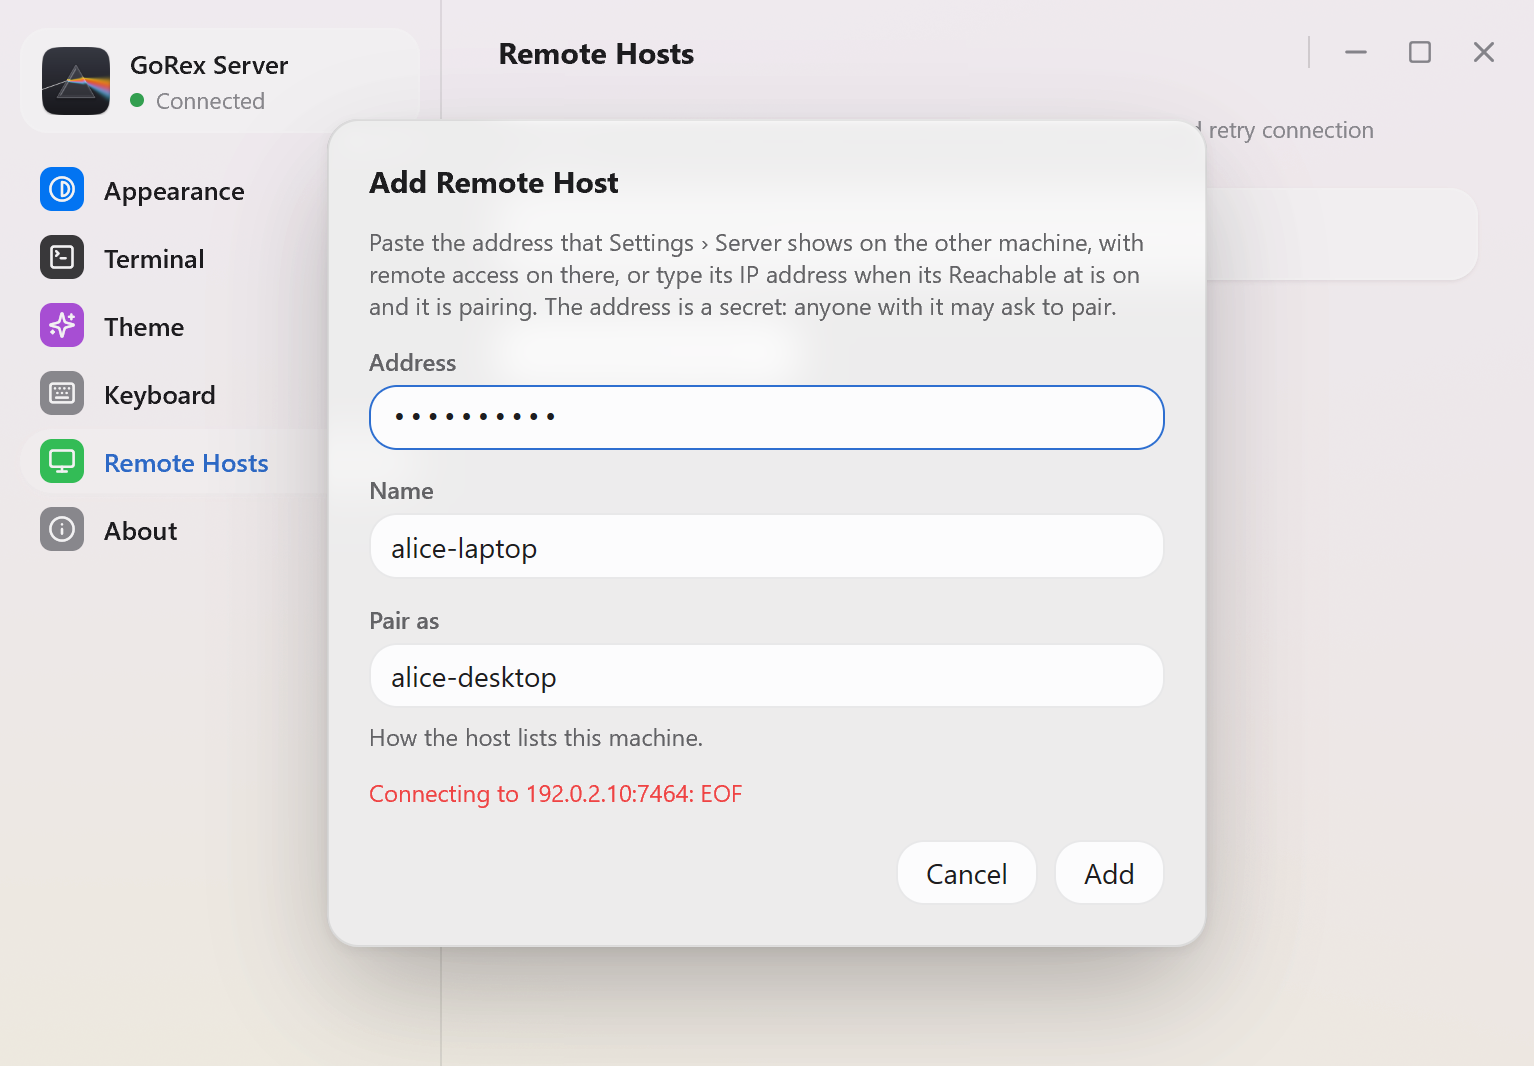 GoRex Server
Connected
Appearance
Terminal
Theme
Keyboard
Remote Hosts
About
Remote Hosts
retry connection
Add Remote Host
Paste the address that Settings › Server shows on the other machine, with
remote access on there, or type its IP address when its Reachable at is on
and it is pairing. The address is a secret: anyone with it may ask to pair.
Address
••••••••••
Name
alice-laptop
Pair as
alice-desktop
How the host lists this machine.
Connecting to 192.0.2.10:7464: EOF
Cancel
Add